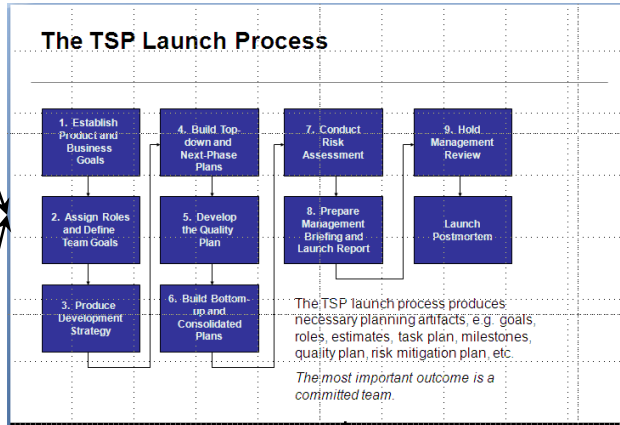 The TSP Launch Process
1. Establish
Product and
Business
Goals
2. Assign Roles
and Define
Team Goals
3. Produce
Development
Strategy
4. Build Top-
down and
Next-Phase
Plans
5. Develop
the Quality
Plan
6. Build Bottom-
up and
Consolidated
Plans
7. Conduct
Risk
Assessment
8. Prepare
Management
Briefing and
Launch Report
9. Hold
Management
Review
Launch
Postmortem
The TSP launch process produces
necessary planning artifacts, e.g. goals,
roles, estimates, task plan, milestones,
quality plan, risk mitigation plan, etc.
The most important outcome is a
committed team.